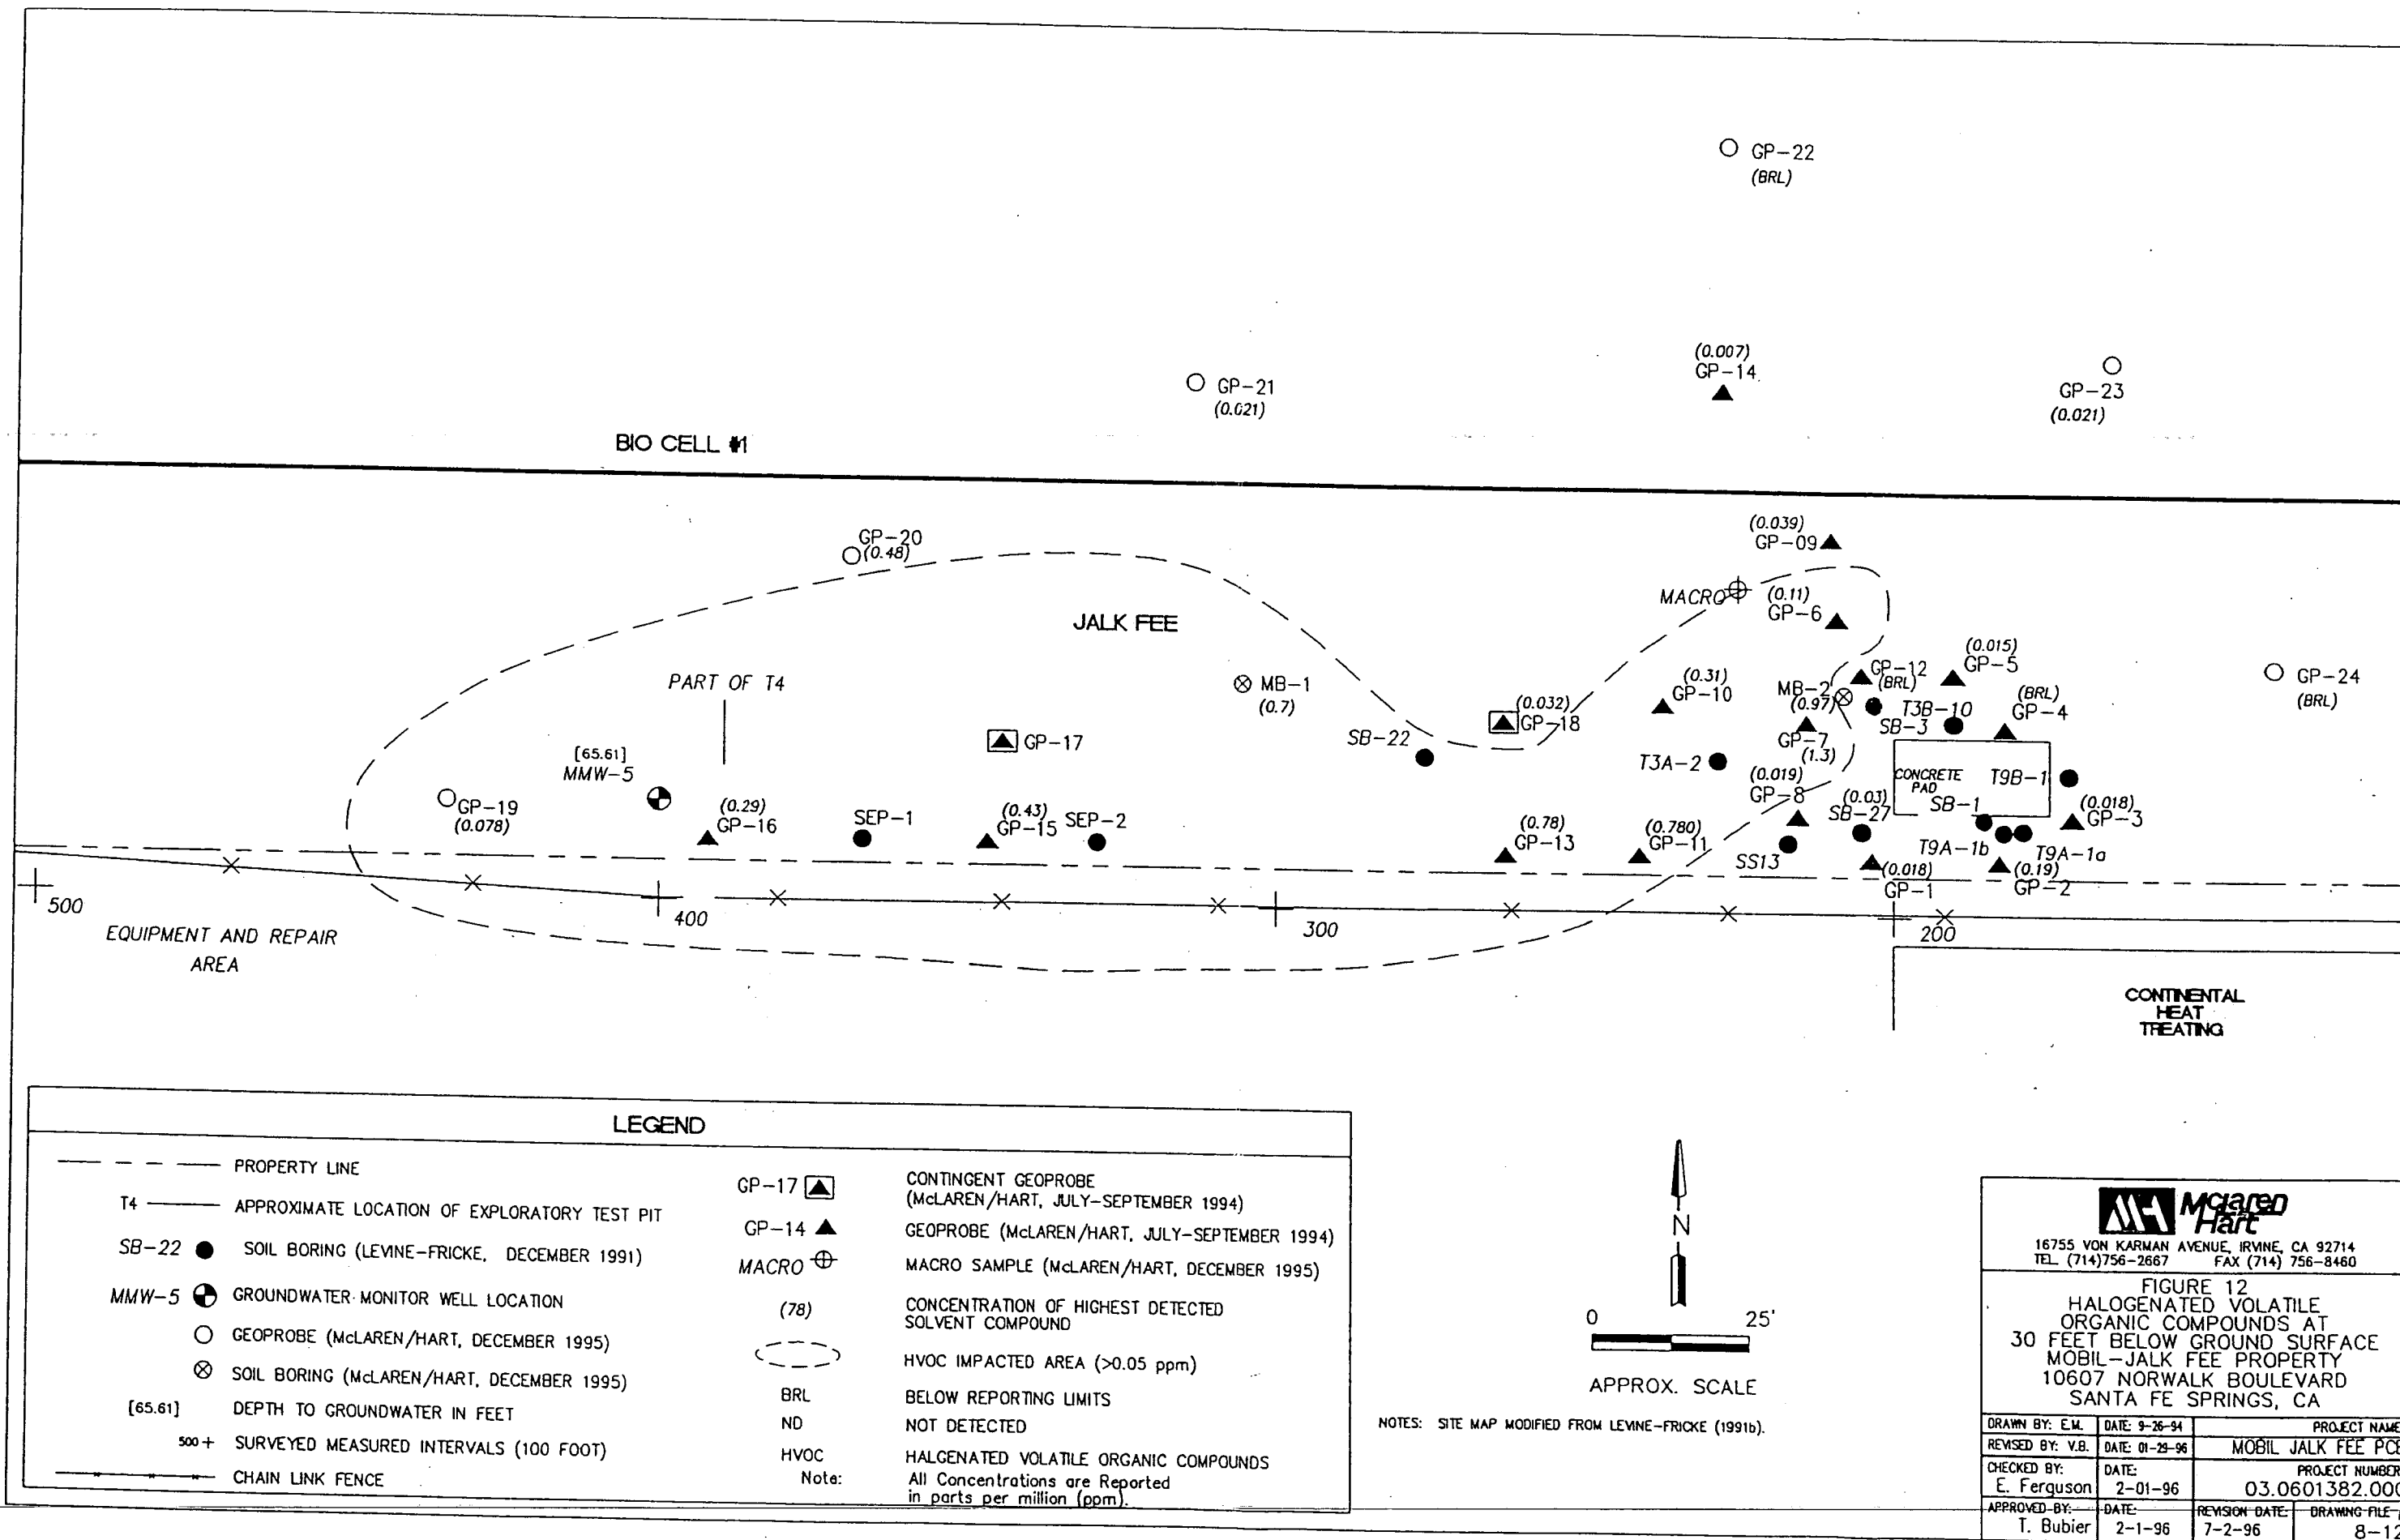 GP-22
(BRL)
(0.007)
GP-14
GP-21
(0.021)
GP-23
(0.021)
BIO CELL #1
GP-20
(0.48)
(0.039)
GP-09
MACRO
(0.11)
GP-6
JALK FEE
PART OF T4
MB-1
(0.7)
(0.032)
GP-18
(0.31)
GP-10
MB-2
(0.97)
GP-12
(BRL)
(0.015)
GP-5
GP-24
(BRL)
T3B-10
SB-3
(BRL)
GP-4
GP-17
SB-22
GP-7
(1.3)
[65.61]
MMW-5
T3A-2
CONCRETE
PAD
T9B-1
GP-19
(0.078)
(0.29)
GP-16
SEP-1
(0.43)
GP-15
SEP-2
(0.78)
GP-13
(0.780)
GP-11
(0.019)
GP-8
(0.03)
SB-27
SB-1
(0.018)
GP-3
SS13
T9A-1b
T9A-1a
(0.018)
GP-1
(0.19)
GP-2
500
400
300
200
EQUIPMENT AND REPAIR
AREA
CONTINENTAL
HEAT
TREATING
LEGEND
PROPERTY LINE
T4 APPROXIMATE LOCATION OF EXPLORATORY TEST PIT
SB-22 SOIL BORING (LEVINE-FRICKE, DECEMBER 1991)
MMW-5 GROUNDWATER MONITOR WELL LOCATION
GEOPROBE (McLAREN/HART, DECEMBER 1995)
SOIL BORING (McLAREN/HART, DECEMBER 1995)
[65.61] DEPTH TO GROUNDWATER IN FEET
500 + SURVEYED MEASURED INTERVALS (100 FOOT)
CHAIN LINK FENCE
GP-17 CONTINGENT GEOPROBE
(McLAREN/HART, JULY-SEPTEMBER 1994)
GP-14 GEOPROBE (McLAREN/HART, JULY-SEPTEMBER 1994)
MACRO MACRO SAMPLE (McLAREN/HART, DECEMBER 1995)
(78) CONCENTRATION OF HIGHEST DETECTED
SOLVENT COMPOUND
HVOC IMPACTED AREA (>0.05 ppm)
BRL BELOW REPORTING LIMITS
ND NOT DETECTED
HVOC HALGENATED VOLATILE ORGANIC COMPOUNDS
Note: All Concentrations are Reported
in parts per million (ppm).
N
0 25'
APPROX. SCALE
NOTES: SITE MAP MODIFIED FROM LEVINE-FRICKE (1991b).
McLaren
Hart
16755 VON KARMAN AVENUE, IRVINE, CA 92714
TEL (714)756-2667 FAX (714) 756-8460
FIGURE 12
HALOGENATED VOLATILE
ORGANIC COMPOUNDS AT
30 FEET BELOW GROUND SURFACE
MOBIL-JALK FEE PROPERTY
10607 NORWALK BOULEVARD
SANTA FE SPRINGS, CA
DRAWN BY: E.M. DATE: 9-26-94 PROJECT NAME
REVISED BY: V.B. DATE: 01-29-96 MOBIL JALK FEE PCE
CHECKED BY: DATE: PROJECT NUMBER
E. Ferguson 2-01-96 03.0601382.000
APPROVED-BY: DATE: REVISION DATE: DRAWING-FILE
T. Bubier 2-1-96 7-2-96 8-12